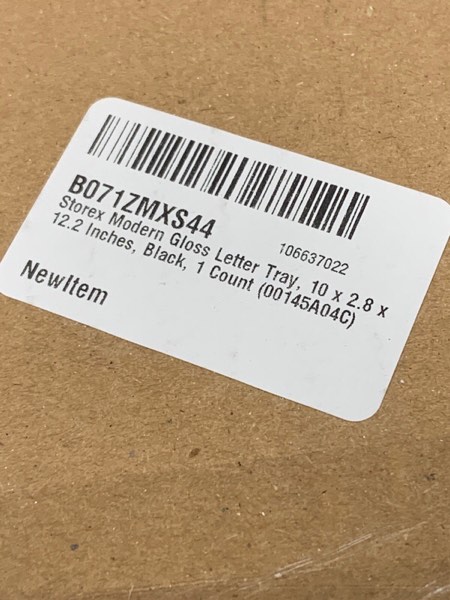 B071ZMXS44
106637022
Storex Modern Gloss Letter Tray, 10 x 2.8 x
12.2 Inches, Black, 1 Count (00145A04C)
NewItem